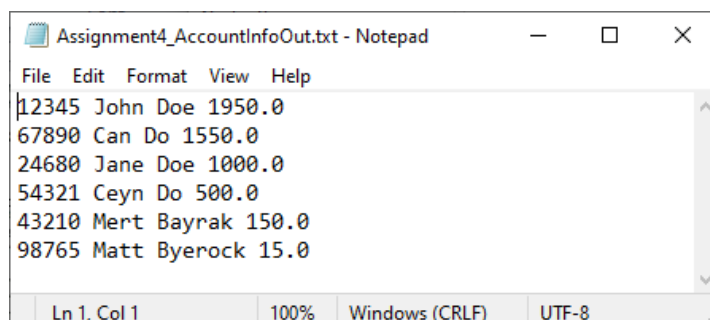 Assignment4_AccountInfoOut.txt - Notepad
File Edit Format View Help
12345 John Doe 1950.0
67890 Can Do 1550.0
24680 Jane Doe 1000.0
54321 Ceyn Do 500.0
43210 Mert Bayrak 150.0
98765 Matt Byerock 15.0
Ln 1, Col 1 100% Windows (CRLF) UTF-8